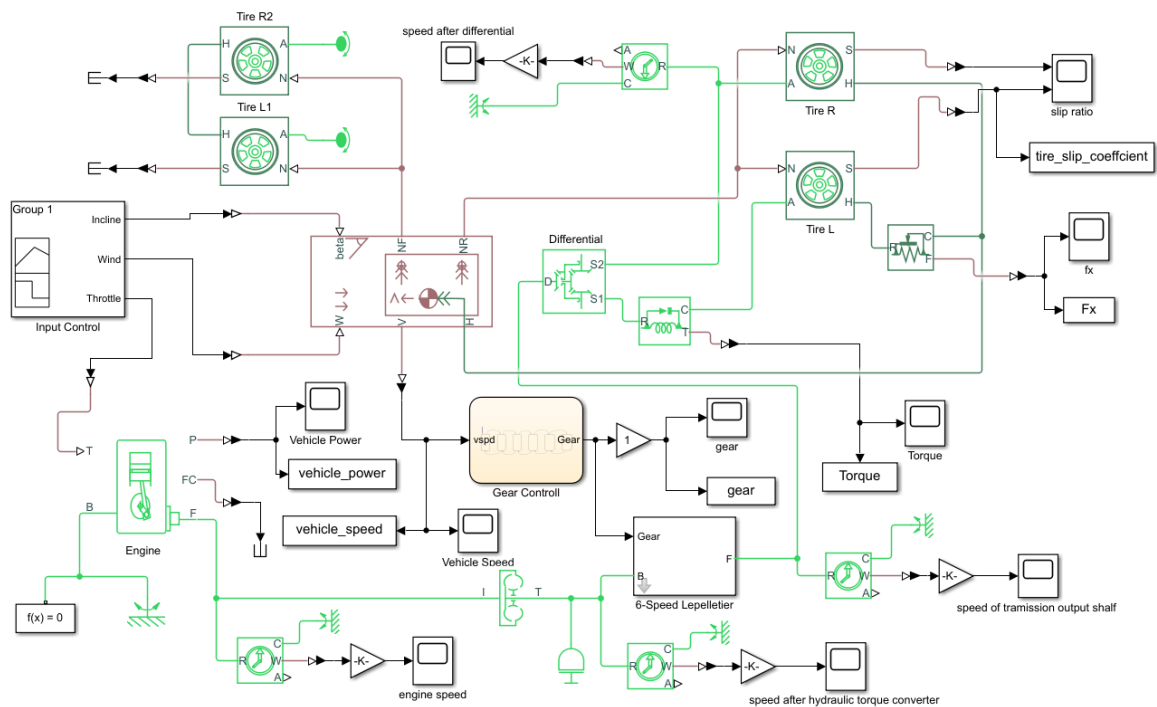 Tire R2
H
A
S
N
Tire L1
H
A
S
N
speed after differential
-K-
A
W
R
C
N
S
A
H
Tire R
slip ratio
tire_slip_coeffcient
N
S
A
H
Tire L
Group 1
Incline
Wind
Throttle
Input Control
beta
NF
NR
W
V
H
Differential
D
S2
S1
R
C
T
R
C
F
fx
Fx
T
P
Vehicle Power
vehicle_power
FC
B
F
Engine
vehicle_speed
Vehicle Speed
vspd
Gear
Gear Controll
1
gear
gear
Torque
Torque
Gear
B
F
6-Speed Lepelletier
f(x) = 0
I
T
R
C
W
A
-K-
speed of tramission output shalf
R
C
W
A
-K-
engine speed
R
C
W
A
-K-
speed after hydraulic torque converter